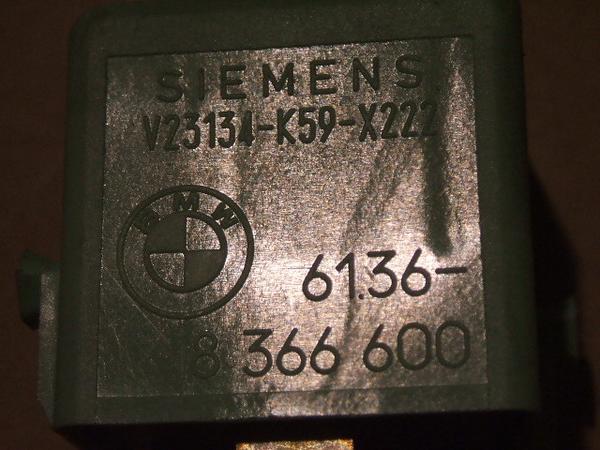 SIEMENS
V23134-K59-X222
BMW
61.36-
8 366 600